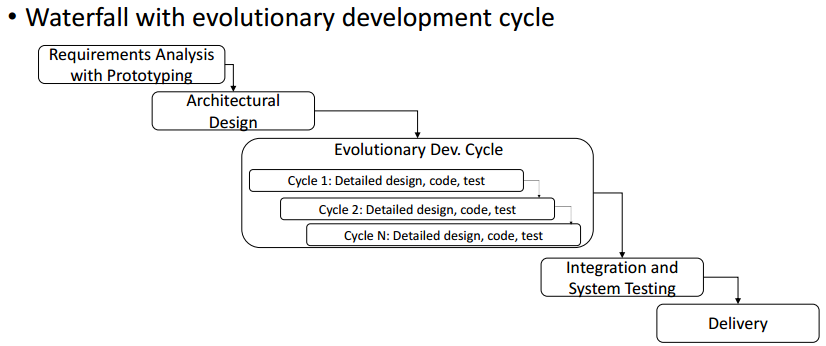 • Waterfall with evolutionary development cycle
Requirements Analysis
with Prototyping
Architectural
Design
Evolutionary Dev. Cycle
Cycle 1: Detailed design, code, test
Cycle 2: Detailed design, code, test
Cycle N: Detailed design, code, test
Integration and
System Testing
Delivery